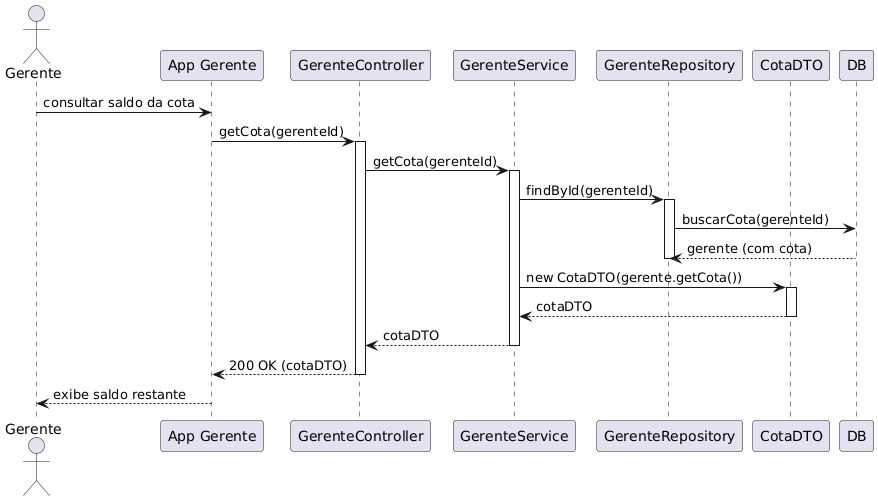 Gerente
App Gerente
GerenteController
GerenteService
GerenteRepository
CotaDTO
DB
consultar saldo da cota
getCota(gerenteId)
getCota(gerenteId)
findById(gerenteId)
buscarCota(gerenteId)
gerente (com cota)
new CotaDTO(gerente.getCota())
cotaDTO
cotaDTO
200 OK (cotaDTO)
exibe saldo restante
Gerente
App Gerente
GerenteController
GerenteService
GerenteRepository
CotaDTO
DB